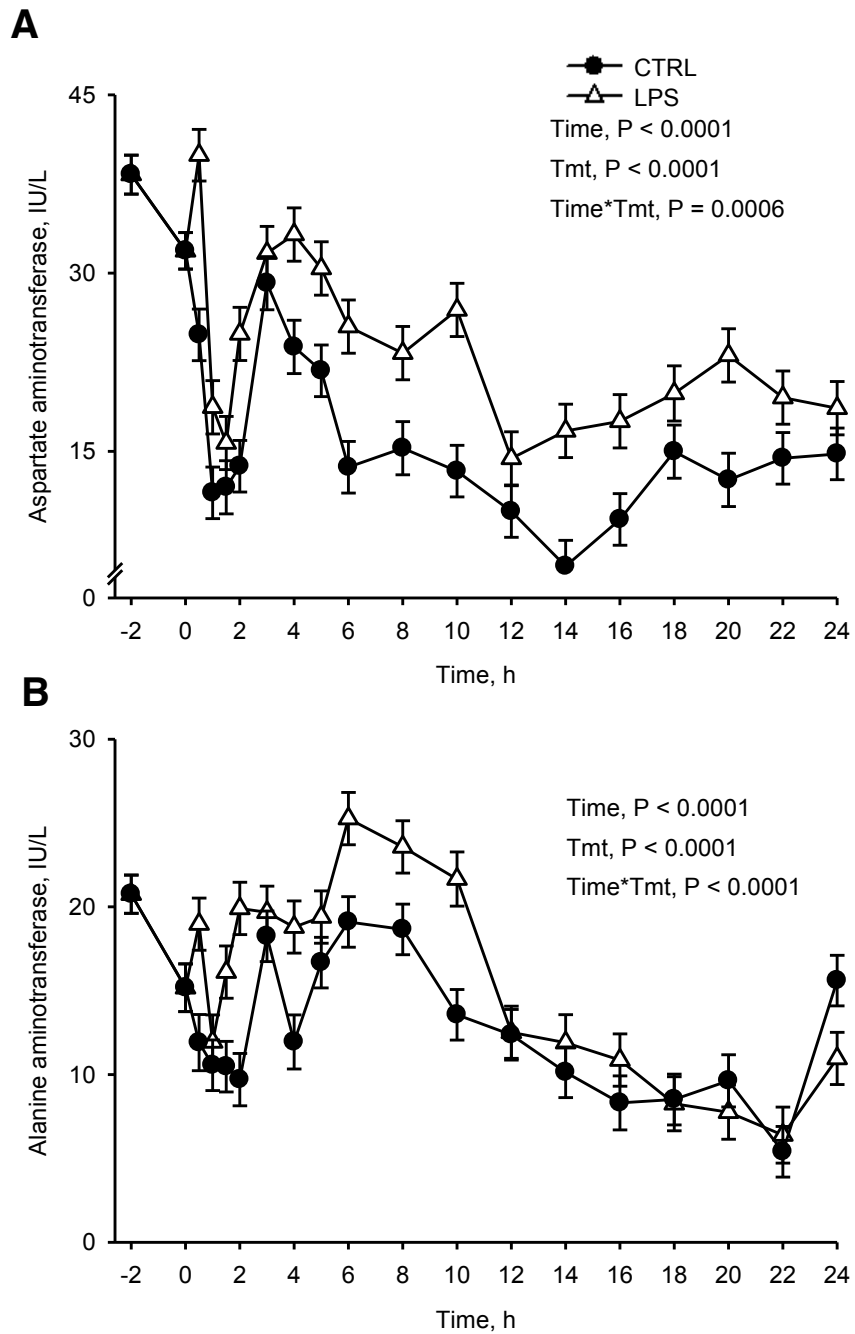 A
CTRL
LPS
Time, P < 0.0001
Tmt, P < 0.0001
Time*Tmt, P = 0.0006
Aspartate aminotransferase, IU/L
45
30
15
0
-2 0 2 4 6 8 10 12 14 16 18 20 22 24
Time, h
B
Time, P < 0.0001
Tmt, P < 0.0001
Time*Tmt, P < 0.0001
Alanine aminotransferase, IU/L
30
20
10
0
-2 0 2 4 6 8 10 12 14 16 18 20 22 24
Time, h